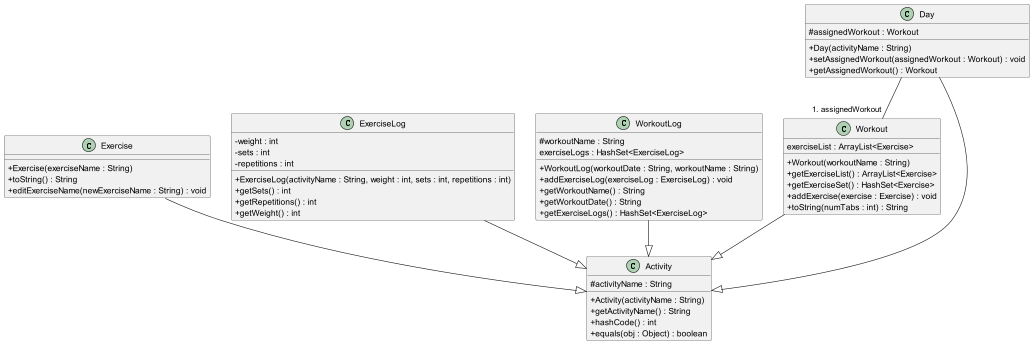 C Day
#assignedWorkout : Workout
+Day(activityName : String)
+setAssignedWorkout(assignedWorkout : Workout) : void
+getAssignedWorkout() : Workout
1. assignedWorkout
C Exercise
+Exercise(exerciseName : String)
+toString() : String
+editExerciseName(newExerciseName : String) : void
C ExerciseLog
-weight : int
-sets : int
-repetitions : int
+ExerciseLog(activityName : String, weight : int, sets : int, repetitions : int)
+getSets() : int
+getRepetitions() : int
+getWeight() : int
C WorkoutLog
#workoutName : String
exerciseLogs : HashSet<ExerciseLog>
+WorkoutLog(workoutDate : String, workoutName : String)
+addExerciseLog(exerciseLog : ExerciseLog) : void
+getWorkoutName() : String
+getWorkoutDate() : String
+getExerciseLogs() : HashSet<ExerciseLog>
C Workout
exerciseList : ArrayList<Exercise>
+Workout(workoutName : String)
+getExerciseList() : ArrayList<Exercise>
+getExerciseSet() : HashSet<Exercise>
+addExercise(exercise : Exercise) : void
+toString(numTabs : int) : String
C Activity
#activityName : String
+Activity(activityName : String)
+getActivityName() : String
+hashCode() : int
+equals(obj : Object) : boolean